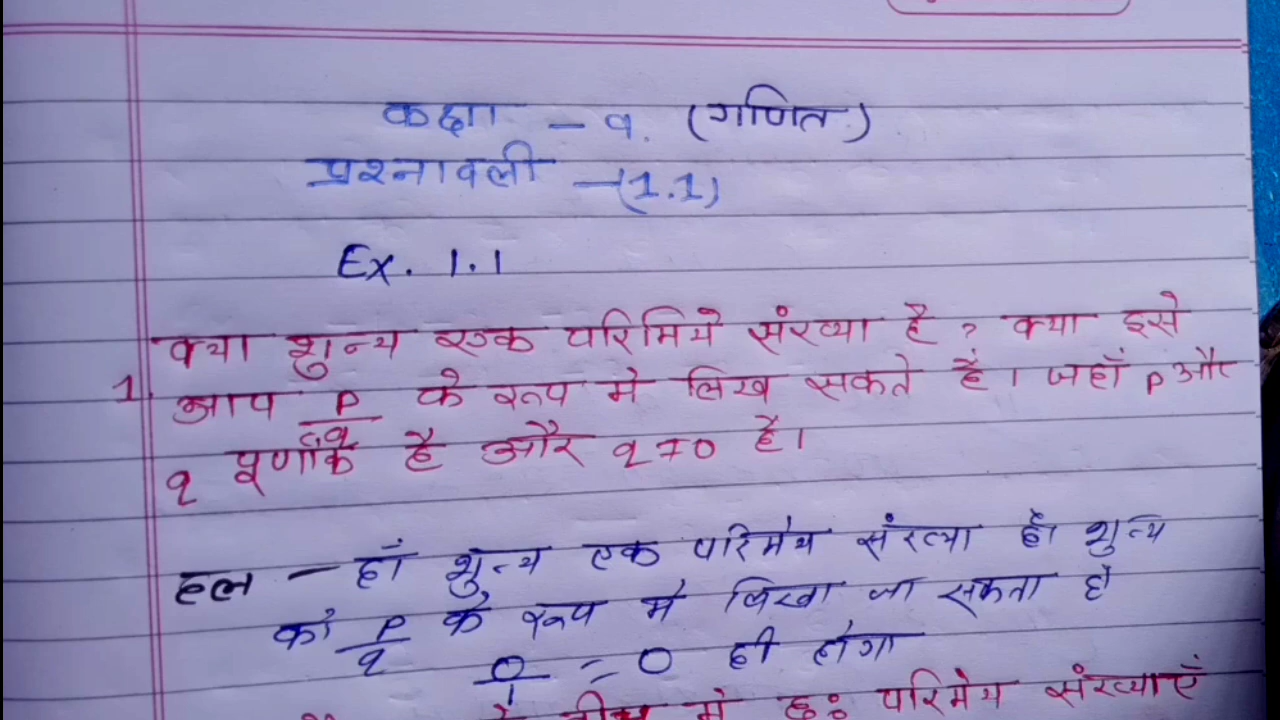 कक्षा - 9. (गणित)
प्रश्नावली -(1.1)
Ex. 1.1
क्या शुन्य एक परिमिये संख्या है ? क्या इसे
1. आप p/q के रूप मे लिख सकते हैं। जहाँ p और
q पूर्णांक है और q ≠ 0 है।
हल - हाँ शुन्य एक परिमेय संख्या है। शुन्य
को p/q के रूप मे लिखा जा सकता है
0/1 = 0 ही होगा
मे छः परिमेय संख्याएँ